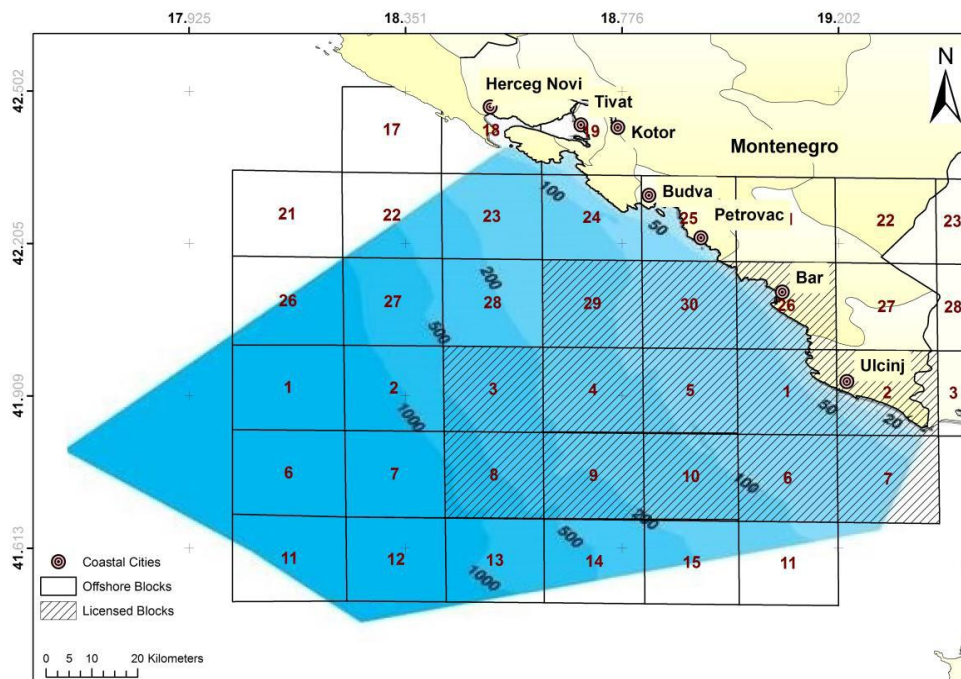 17.925 18.351 18.776 19.202
42.502
42.205
41.909
41.613
N
Herceg Novi
Tivat
Kotor
Montenegro
Budva
Petrovac
Bar
Ulcinj
17 18 19
21 22 23 24 25 22 23
26 27 28 29 30 26 27 28
1 2 3 4 5 1 2 3
6 7 8 9 10 6 7
11 12 13 14 15 11
100
50
200
500
1000
50
20
100
200
500
1000
Coastal Cities
Offshore Blocks
Licensed Blocks
0 5 10 20 Kilometers